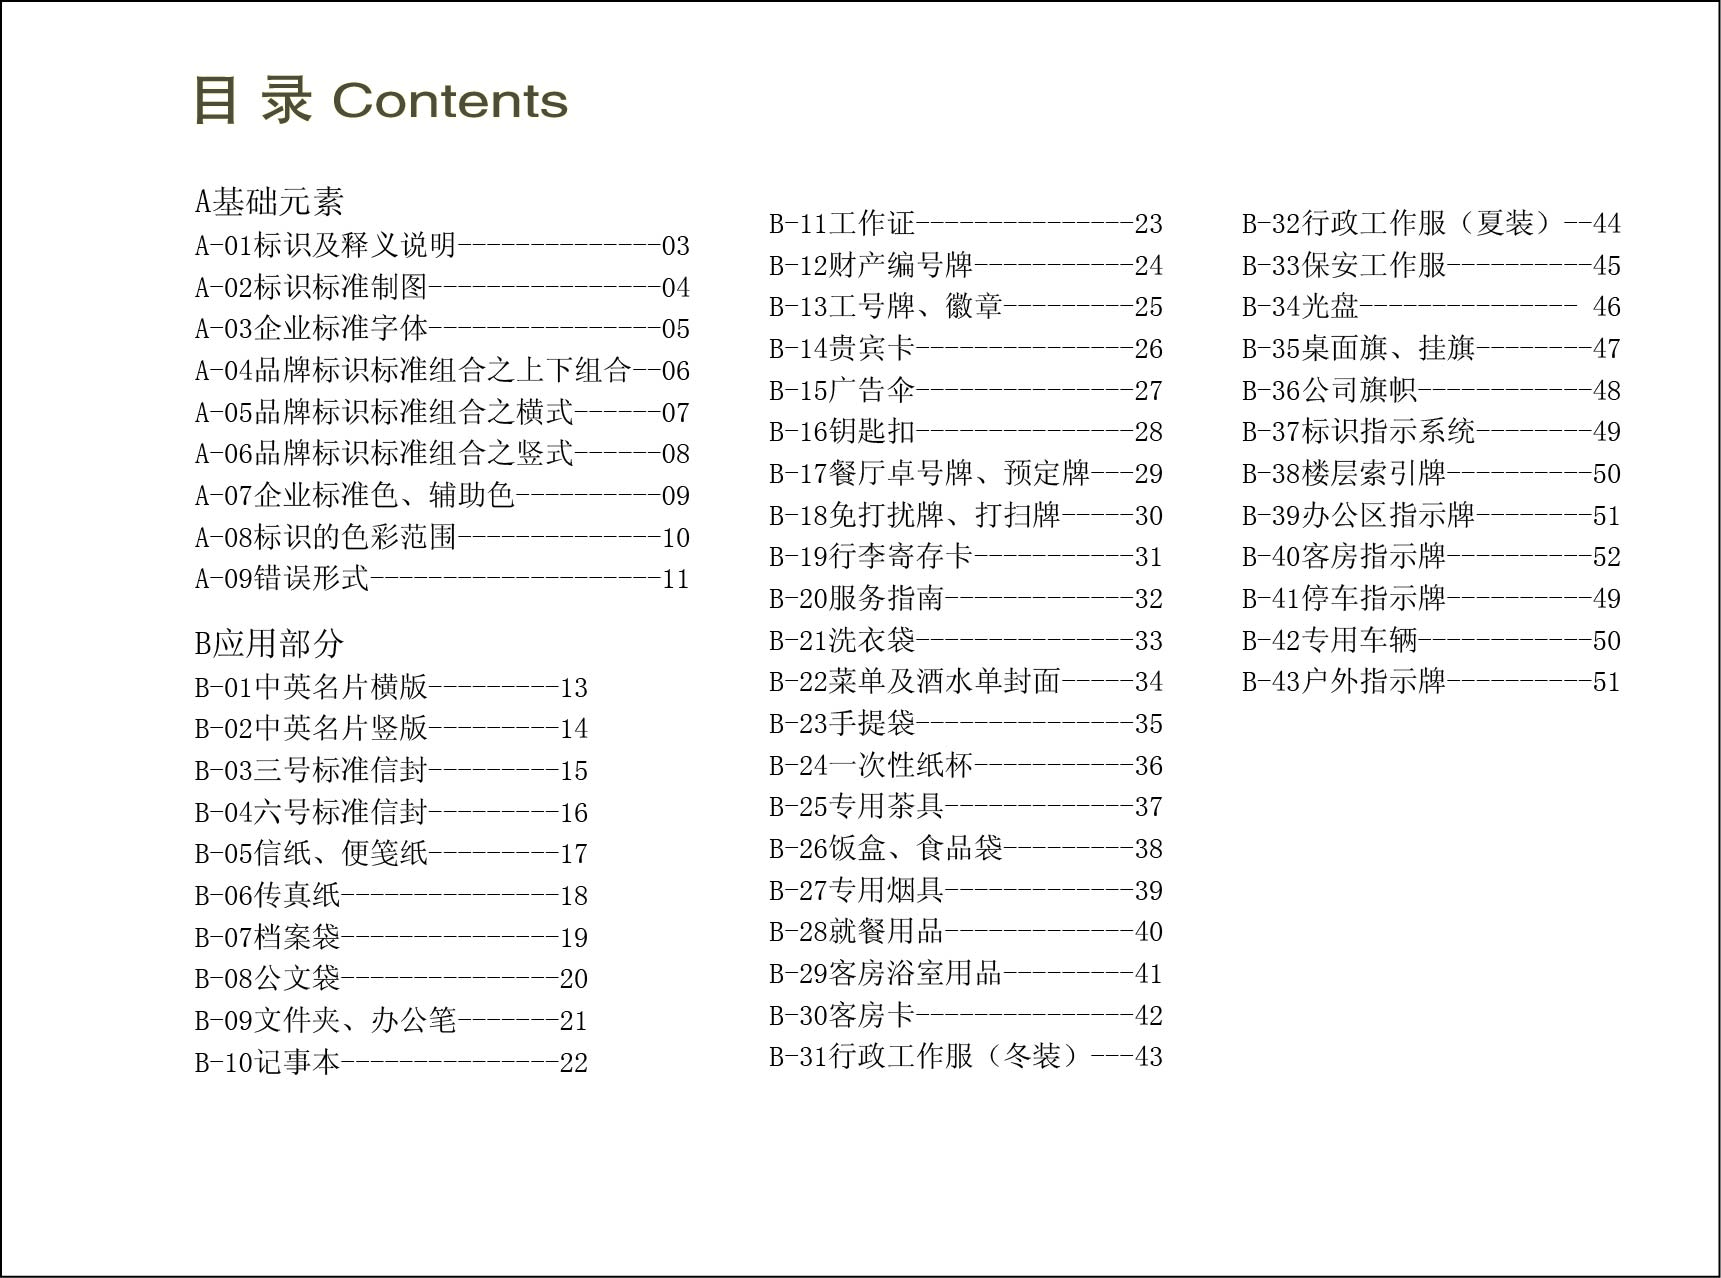 目 录 Contents
A基础元素
A-01标识及释义说明--------------03
A-02标识标准制图----------------04
A-03企业标准字体----------------05
A-04品牌标识标准组合之上下组合--06
A-05品牌标识标准组合之横式------07
A-06品牌标识标准组合之竖式------08
A-07企业标准色、辅助色----------09
A-08标识的色彩范围--------------10
A-09错误形式--------------------11
B应用部分
B-01中英名片横版---------13
B-02中英名片竖版---------14
B-03三号标准信封---------15
B-04六号标准信封---------16
B-05信纸、便笺纸---------17
B-06传真纸---------------18
B-07档案袋---------------19
B-08公文袋---------------20
B-09文件夹、办公笔-------21
B-10记事本---------------22
B-11工作证---------------23
B-12财产编号牌-----------24
B-13工号牌、徽章---------25
B-14贵宾卡---------------26
B-15广告伞---------------27
B-16钥匙扣---------------28
B-17餐厅卓号牌、预定牌---29
B-18免打扰牌、打扫牌-----30
B-19行李寄存卡-----------31
B-20服务指南-------------32
B-21洗衣袋---------------33
B-22菜单及酒水单封面-----34
B-23手提袋---------------35
B-24一次性纸杯-----------36
B-25专用茶具-------------37
B-26饭盒、食品袋---------38
B-27专用烟具-------------39
B-28就餐用品-------------40
B-29客房浴室用品---------41
B-30客房卡---------------42
B-31行政工作服（冬装）---43
B-32行政工作服（夏装）--44
B-33保安工作服----------45
B-34光盘--------------- 46
B-35桌面旗、挂旗--------47
B-36公司旗帜------------48
B-37标识指示系统--------49
B-38楼层索引牌----------50
B-39办公区指示牌--------51
B-40客房指示牌----------52
B-41停车指示牌----------49
B-42专用车辆------------50
B-43户外指示牌----------51